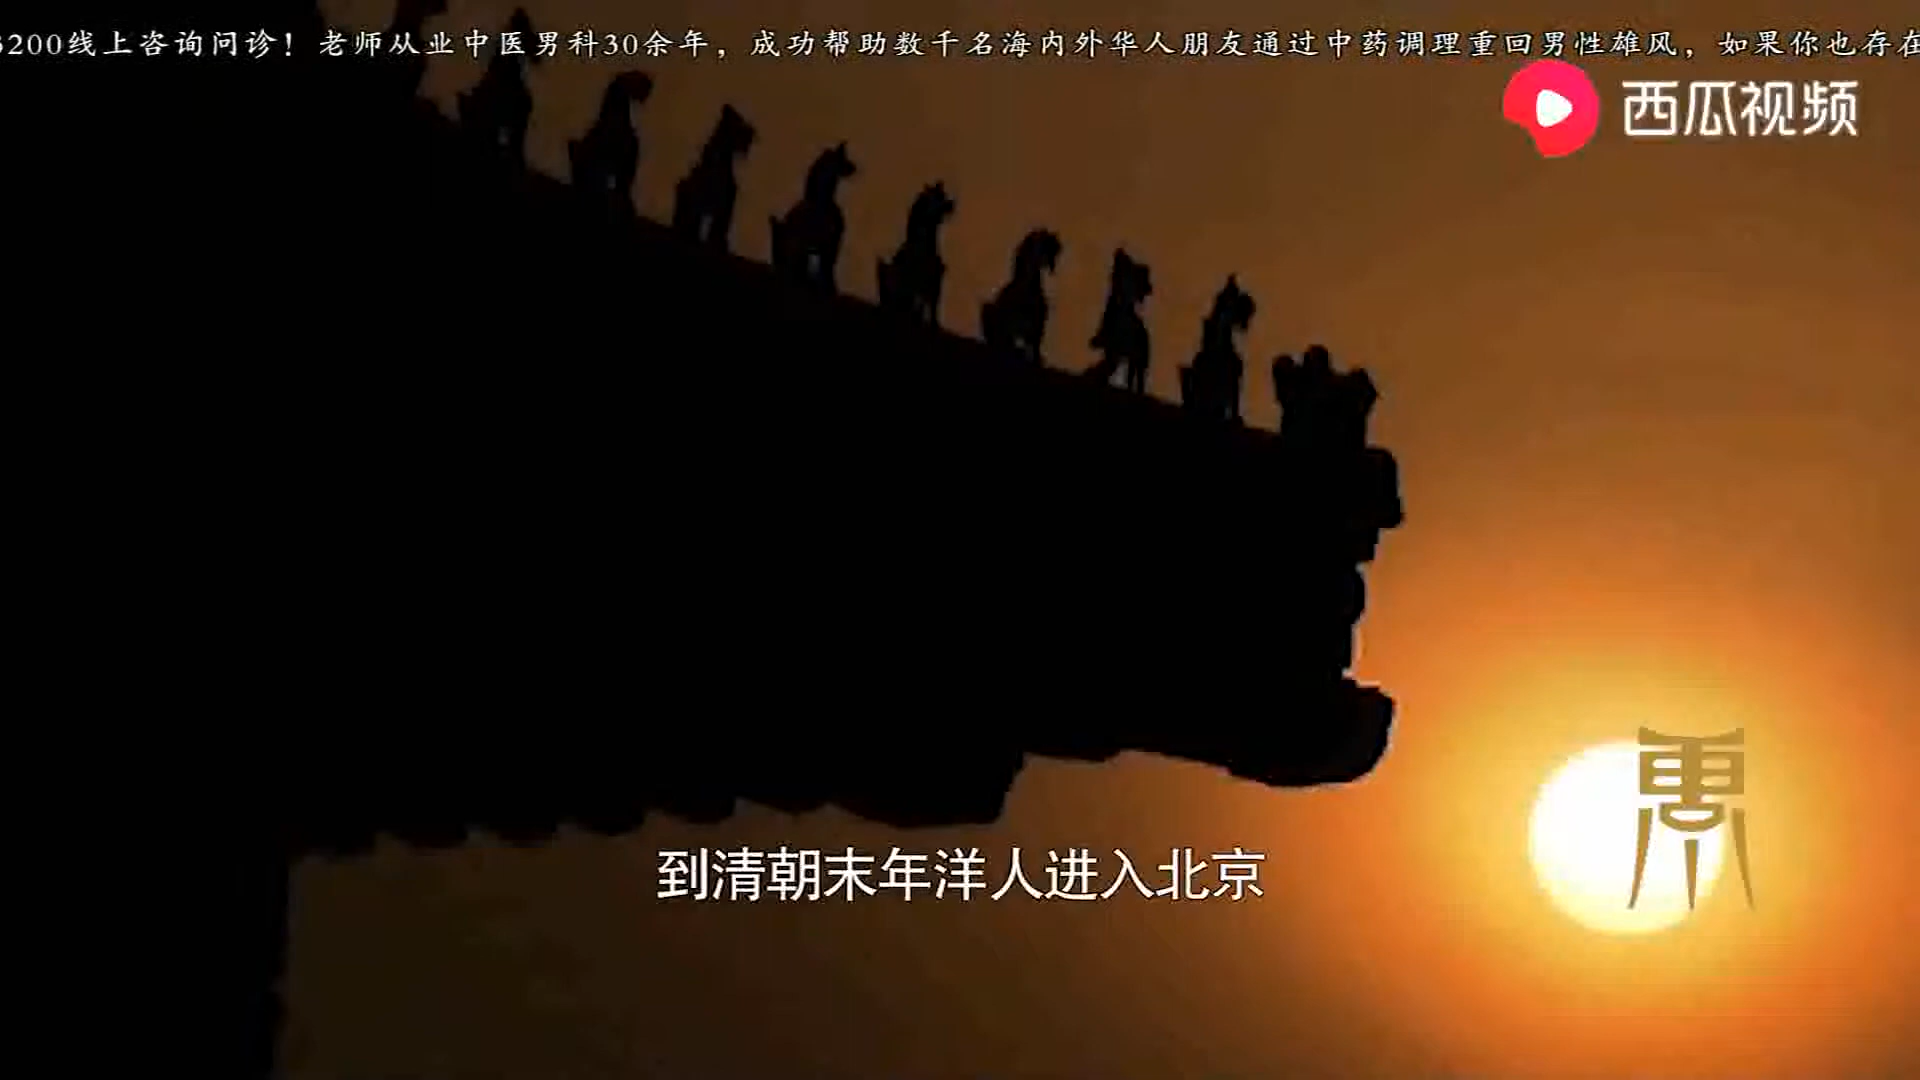 3200线上咨询问诊！老师从业中医男科30余年，成功帮助数千名海内外华人朋友通过中药调理重回男性雄风，如果你也存在
西瓜视频
到清朝末年洋人进入北京